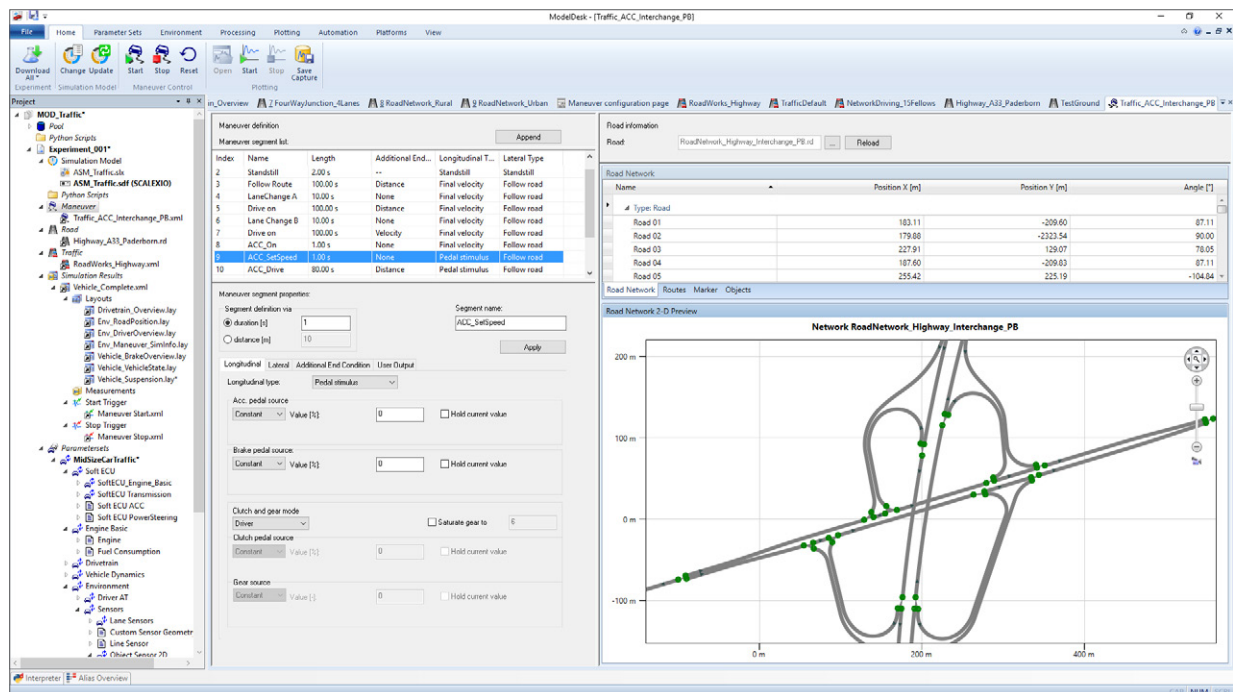 ModelDesk - [Traffic_ACC_Interchange_PB]
File Home Parameter Sets Environment Processing Plotting Automation Platforms View
Download All Change Update Start Stop Reset Open Start Stop Save Capture
Experiment Simulation Model Maneuver Control Plotting
Project
MOD_Traffic*
Pool
Python Scripts
Experiment_001*
Simulation Model
ASM_Traffic.slx
ASM_Traffic.sdf (SCALEXIO)
Python Scripts
Maneuver
Traffic_ACC_Interchange_PB.xml
Road
Highway_A33_Paderborn.rd
Traffic
RoadWorks_Highway.xml
Simulation Results
Vehicle_Complete.xml
Layouts
Drivetrain_Overview.lay
Env_RoadPosition.lay
Env_DriverOverview.lay
Env_Maneuver_SimInfo.lay
Vehicle_BrakeOverview.lay
Vehicle_VehicleState.lay
Vehicle_Suspension.lay*
Measurements
Start Trigger
Maneuver Start.xml
Stop Trigger
Maneuver Stop.xml
Parametersets
MidSizeCarTraffic*
Soft ECU
SoftECU_Engine_Basic
SoftECU Transmission
Soft ECU ACC
Soft ECU PowerSteering
Engine Basic
Engine
Fuel Consumption
Drivetrain
Vehicle Dynamics
Environment
Driver AT
Sensors
Lane Sensors
Custom Sensor Geometr
Line Sensor
Object Sensor 2D
Interpreter Alias Overview
in_Overview 7 FourWayJunction_4Lanes 8 RoadNetwork_Rural 9 RoadNetwork_Urban Maneuver configuration page RoadWorks_Highway TrafficDefault NetworkDriving_15Fellows Highway_A33_Paderborn TestGround Traffic_ACC_Interchange_PB
Maneuver definition
Maneuver segment list:
Append
Index Name Length Additional End... Longitudinal T... Lateral Type
2 Standstill 2.00 s -- Standstill Standstill
3 Follow Route 100.00 s Distance Final velocity Follow road
4 LaneChange A 10.00 s None Final velocity Follow road
5 Drive on 100.00 s Distance Final velocity Follow road
6 Lane Change B 10.00 s None Final velocity Follow road
7 Drive on 100.00 s Velocity Final velocity Follow road
8 ACC_On 1.00 s None Final velocity Follow road
9 ACC_SetSpeed 1.00 s None Pedal stimulus Follow road
10 ACC_Drive 80.00 s Distance Pedal stimulus Follow road
Maneuver segment properties:
Segment definition via
duration [s] 1
distance [m] 10
Segment name:
ACC_SetSpeed
Apply
Longitudinal Lateral Additional End Condition User Output
Longitudinal type: Pedal stimulus
Acc. pedal source
Constant Value [%]: 0 Hold current value
Brake pedal source:
Constant Value [%]: 0 Hold current value
Clutch and gear mode
Driver Saturate gear to 6
Clutch pedal source
Constant Value [%]: 0 Hold current value
Gear source
Constant Value [-]: 0 Hold current value
Road information
Road: RoadNetwork_Highway_Interchange_PB.rd ... Reload
Road Network
Name Position X [m] Position Y [m] Angle [°]
Type: Road
Road 01 183.11 -209.60 87.11
Road 02 179.88 -2323.54 90.00
Road 03 227.91 129.07 78.05
Road 04 187.60 -209.83 87.11
Road 05 255.42 225.19 -104.84
Road Network Routes Marker Objects
Road Network 2-D Preview
Network RoadNetwork_Highway_Interchange_PB
200 m
100 m
0 m
-100 m
0 m 200 m 400 m
NUM